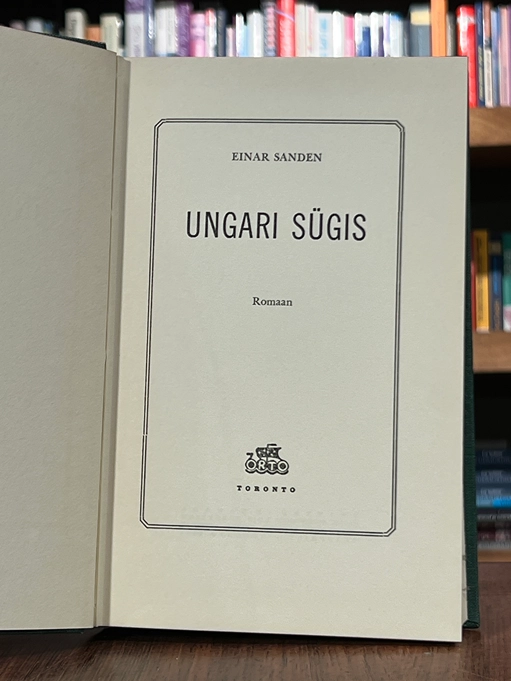 EINAR SANDEN
UNGARI SÜGIS
Romaan
ORTO
TORONTO